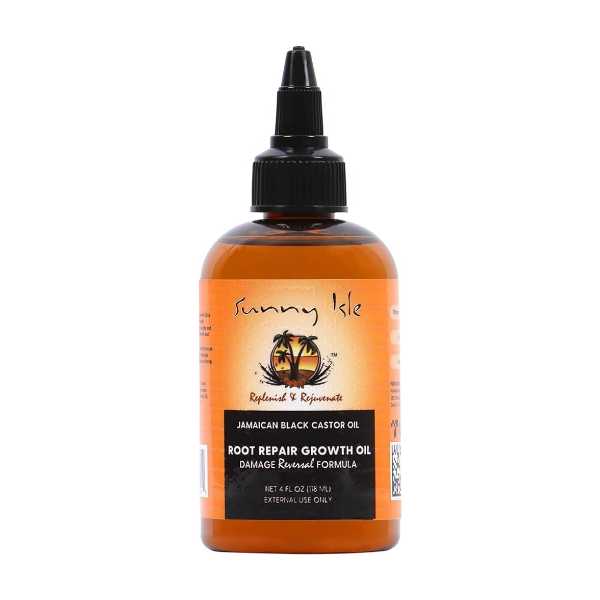 Sunny Isle
TM
Replenish & Rejuvenate
JAMAICAN BLACK CASTOR OIL
ROOT REPAIR GROWTH OIL
DAMAGE Reversal FORMULA
NET 4 FL OZ (118 ML)
EXTERNAL USE ONLY